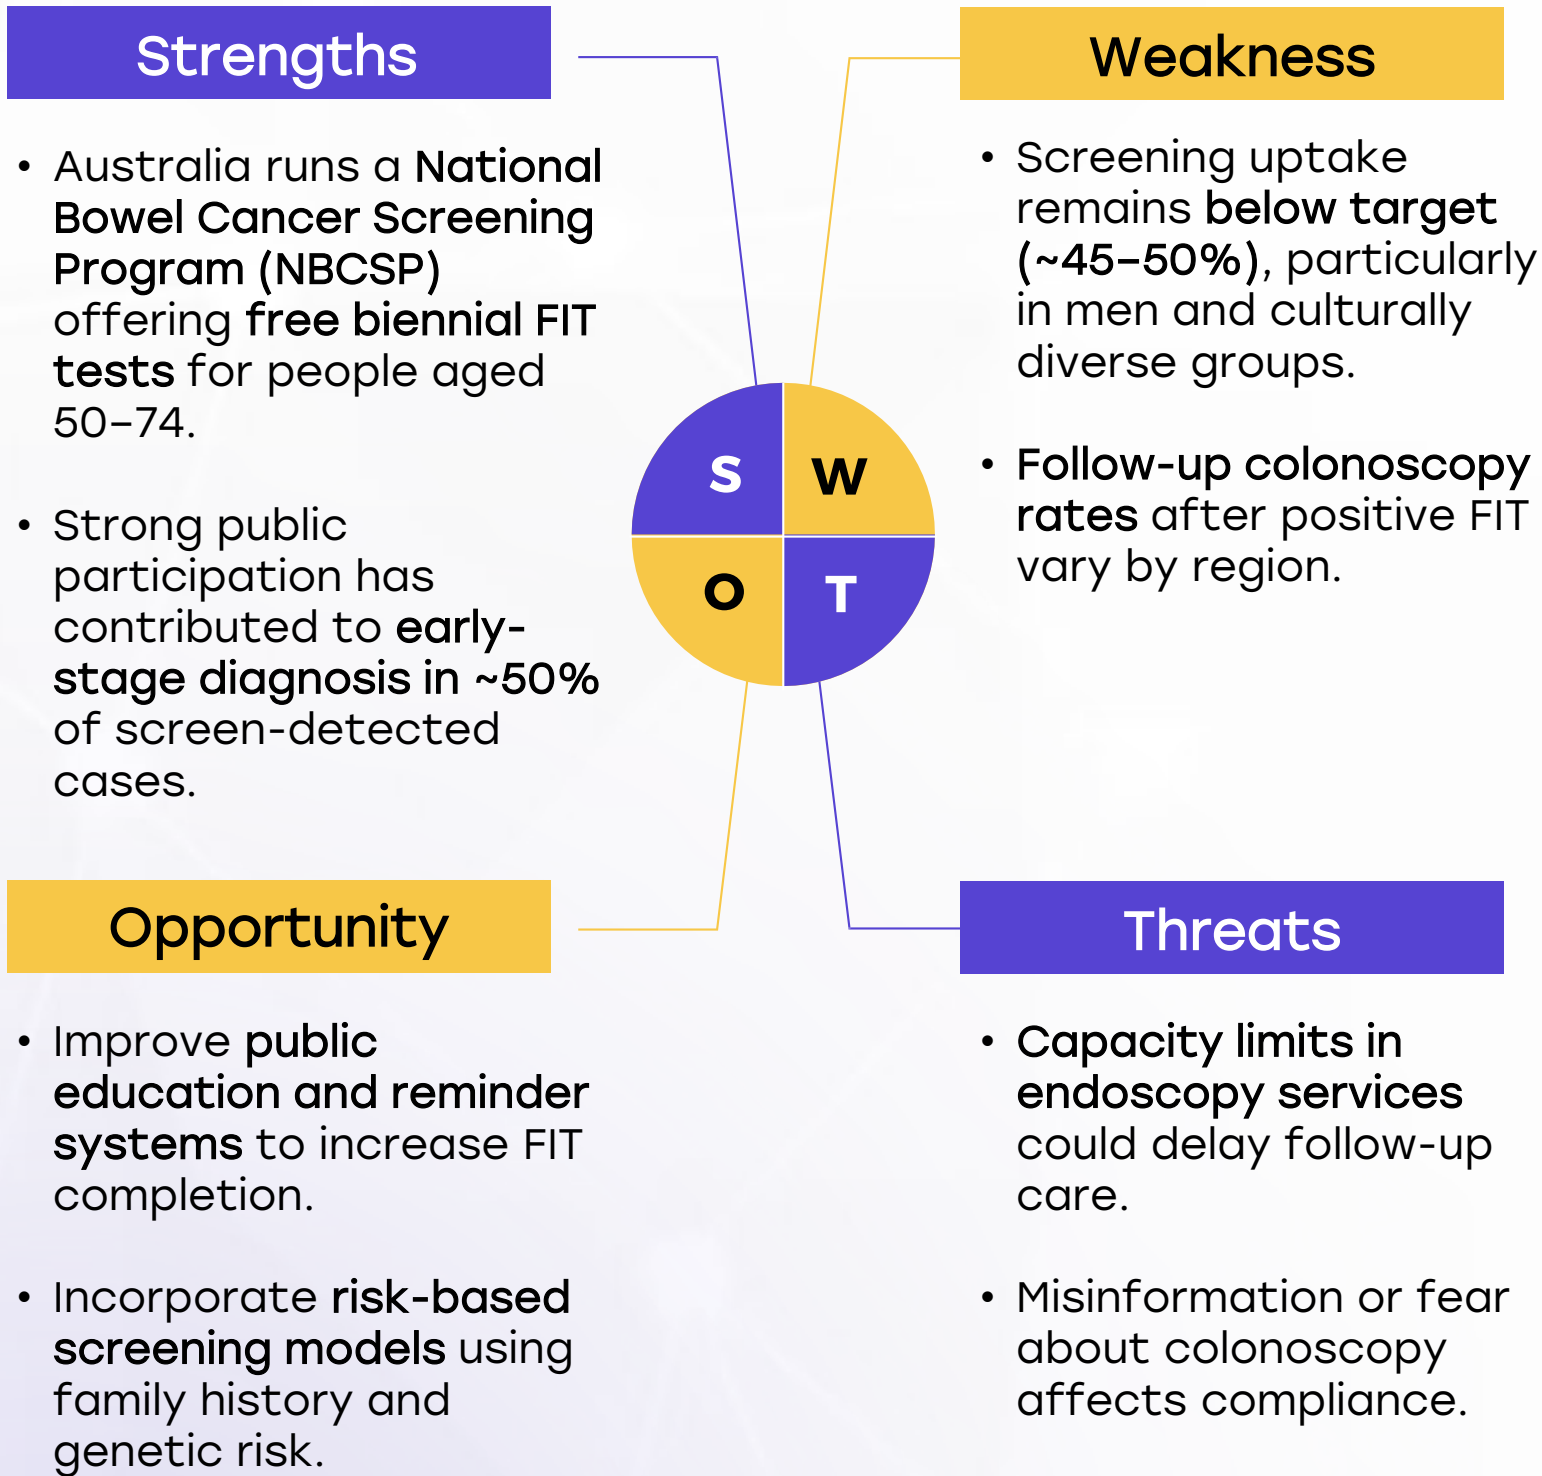 Strengths
• Australia runs a National
Bowel Cancer Screening
Program (NBCSP)
offering free biennial FIT
tests for people aged
50–74.
• Strong public
participation has
contributed to early-
stage diagnosis in ~50%
of screen-detected
cases.
Weakness
• Screening uptake
remains below target
(~45–50%), particularly
in men and culturally
diverse groups.
• Follow-up colonoscopy
rates after positive FIT
vary by region.
S W
O T
Opportunity
• Improve public
education and reminder
systems to increase FIT
completion.
• Incorporate risk-based
screening models using
family history and
genetic risk.
Threats
• Capacity limits in
endoscopy services
could delay follow-up
care.
• Misinformation or fear
about colonoscopy
affects compliance.